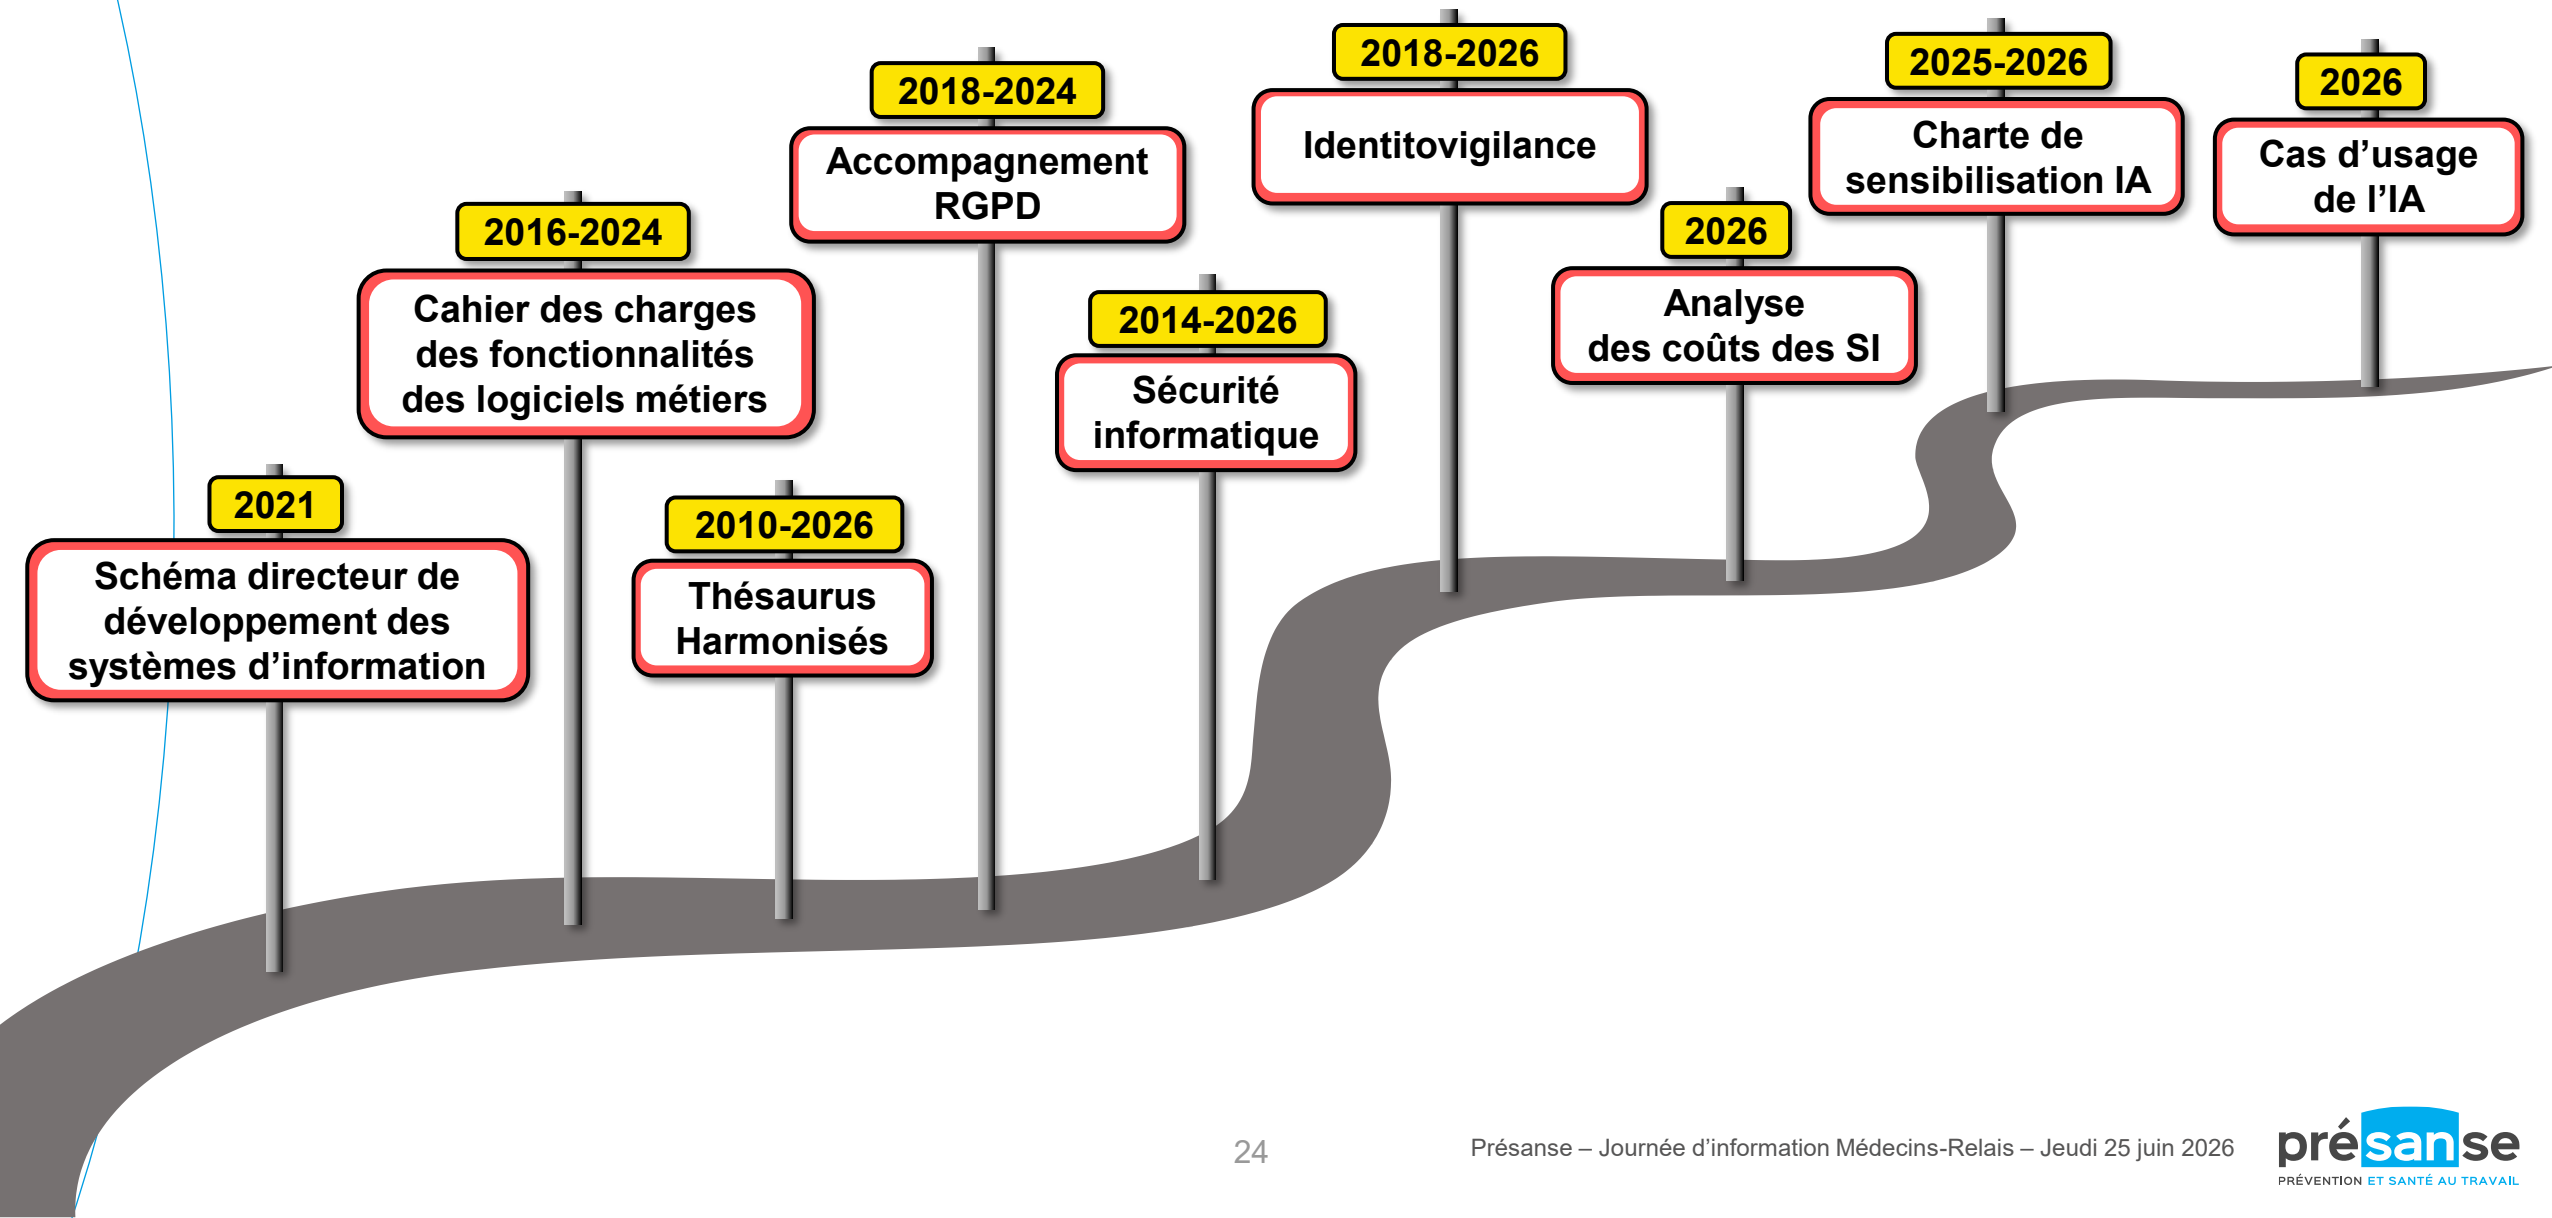 2021
Schéma directeur de
développement des
systèmes d’information
2016-2024
Cahier des charges
des fonctionnalités
des logiciels métiers
2010-2026
Thésaurus
Harmonisés
2018-2024
Accompagnement
RGPD
2014-2026
Sécurité
informatique
2018-2026
Identitovigilance
2026
Analyse
des coûts des SI
2025-2026
Charte de
sensibilisation IA
2026
Cas d’usage
de l’IA
24
Présanse – Journée d’information Médecins-Relais – Jeudi 25 juin 2026
présanse
PRÉVENTION ET SANTÉ AU TRAVAIL